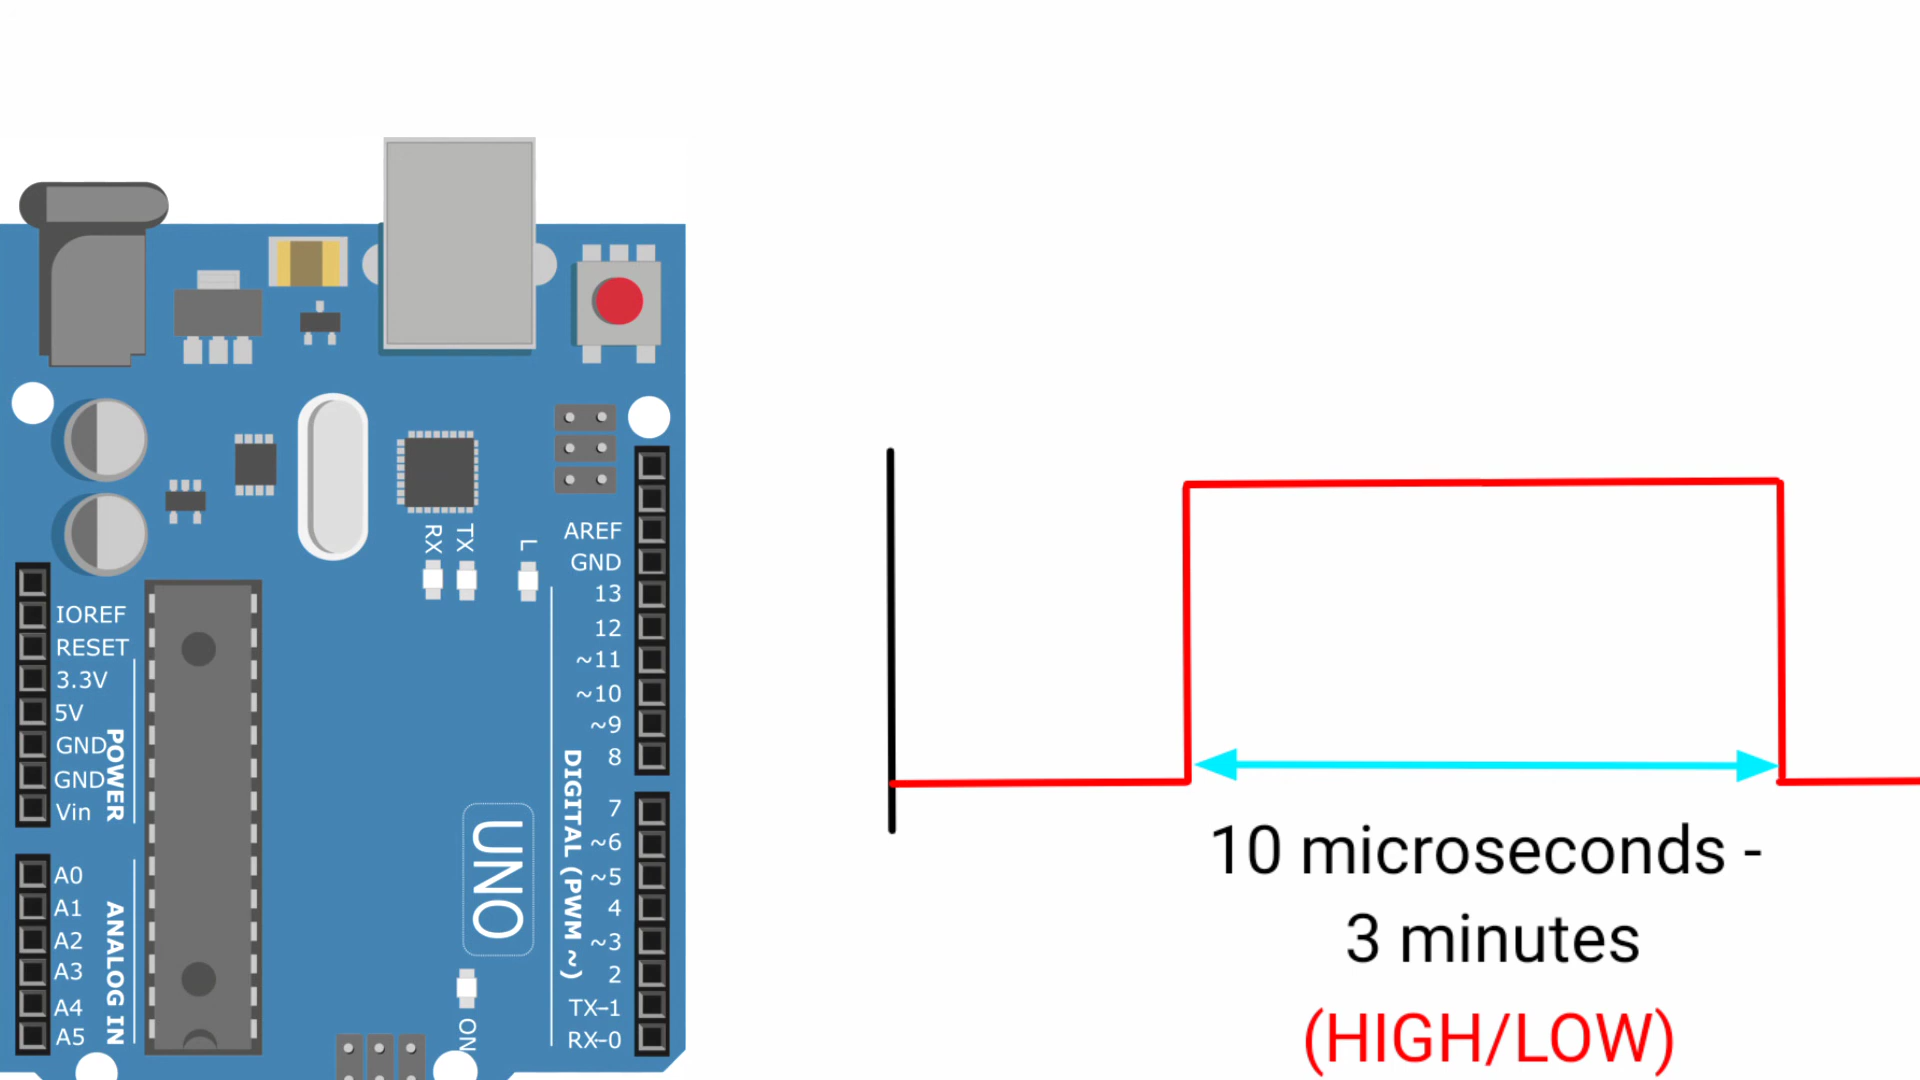 RX
TX
L
AREF
GND
13
12
~11
~10
~9
8
7
~6
~5
4
~3
2
TX-1
RX-0
DIGITAL (PWM ~)
IOREF
RESET
3.3V
5V
GND
GND
Vin
POWER
A0
A1
A2
A3
A4
A5
ANALOG IN
UNO
ON
10 microseconds -
3 minutes
(HIGH/LOW)